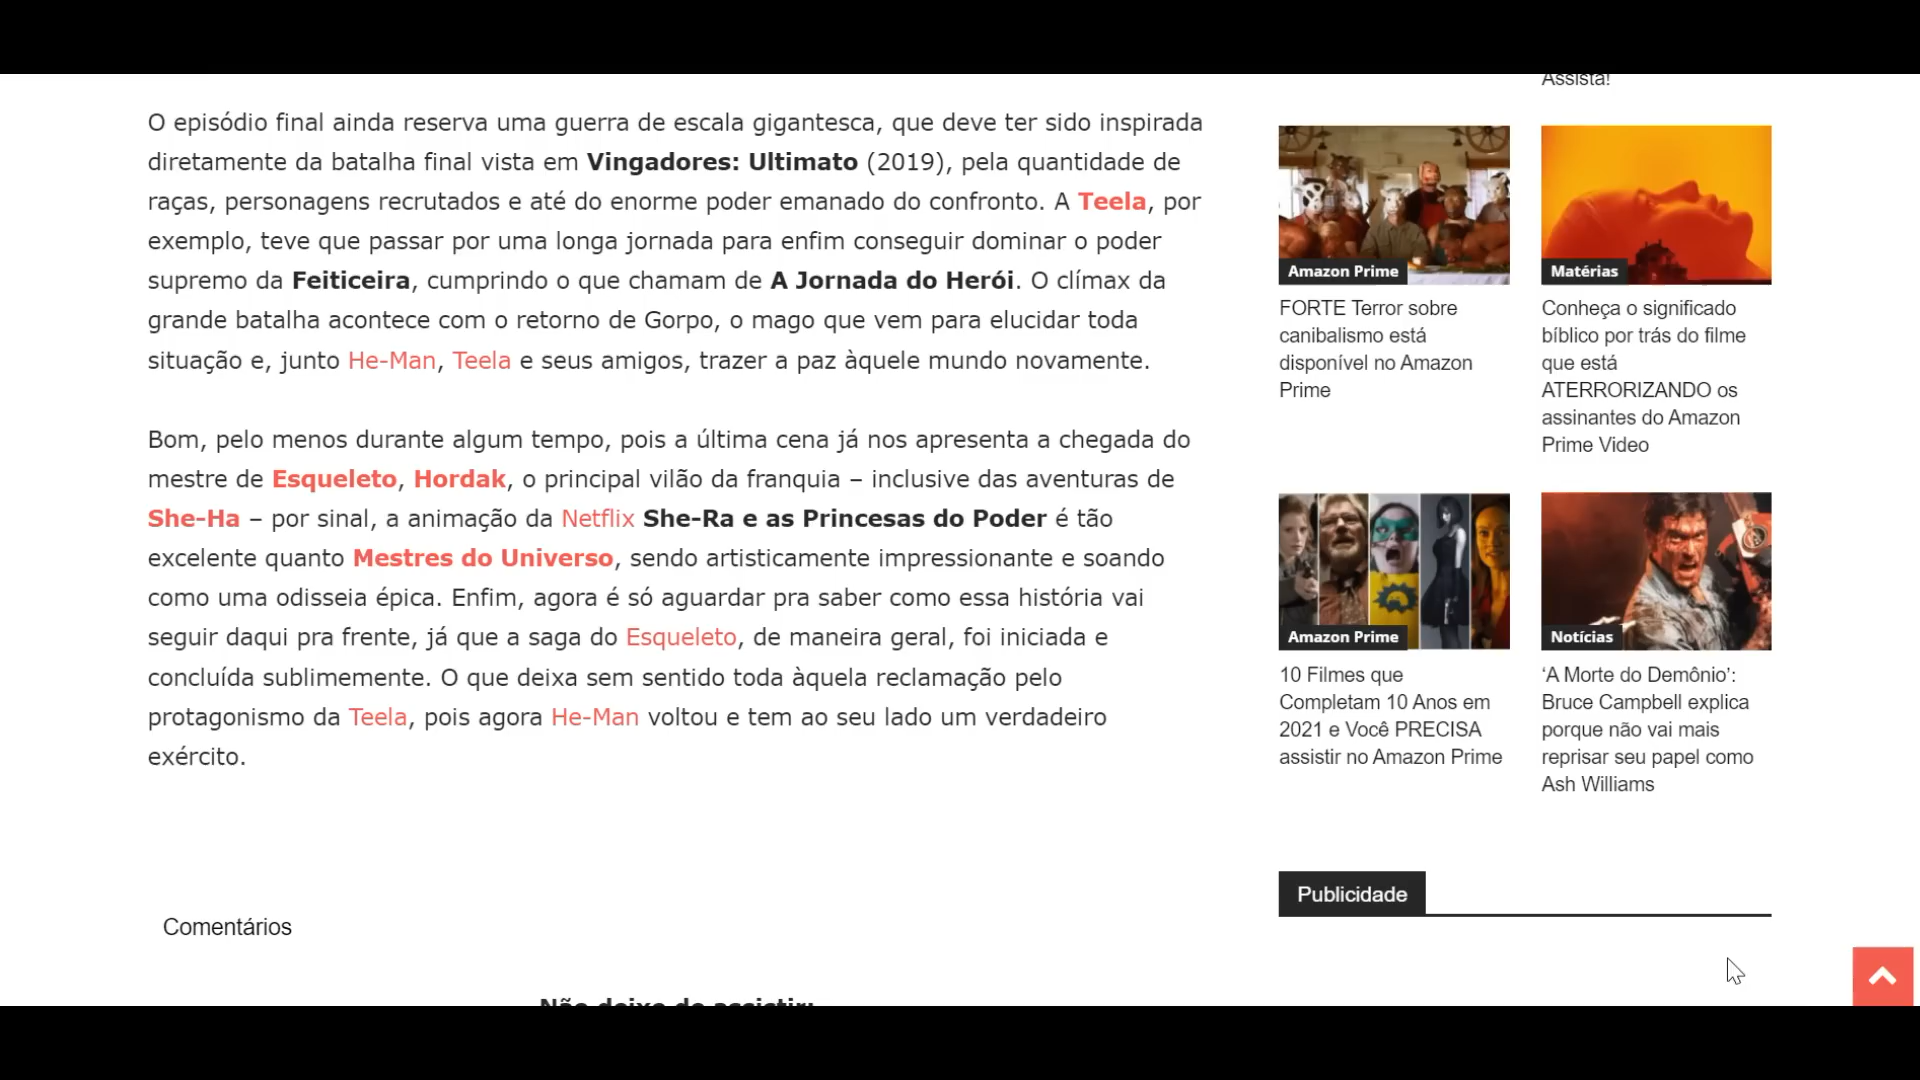 Assista!
O episódio final ainda reserva uma guerra de escala gigantesca, que deve ter sido inspirada
diretamente da batalha final vista em Vingadores: Ultimato (2019), pela quantidade de
raças, personagens recrutados e até do enorme poder emanado do confronto. A Teela, por
exemplo, teve que passar por uma longa jornada para enfim conseguir dominar o poder
supremo da Feiticeira, cumprindo o que chamam de A Jornada do Herói. O clímax da
grande batalha acontece com o retorno de Gorpo, o mago que vem para elucidar toda
situação e, junto He-Man, Teela e seus amigos, trazer a paz àquele mundo novamente.
Bom, pelo menos durante algum tempo, pois a última cena já nos apresenta a chegada do
mestre de Esqueleto, Hordak, o principal vilão da franquia – inclusive das aventuras de
She-Ha – por sinal, a animação da Netflix She-Ra e as Princesas do Poder é tão
excelente quanto Mestres do Universo, sendo artisticamente impressionante e soando
como uma odisseia épica. Enfim, agora é só aguardar pra saber como essa história vai
seguir daqui pra frente, já que a saga do Esqueleto, de maneira geral, foi iniciada e
concluída sublimemente. O que deixa sem sentido toda àquela reclamação pelo
protagonismo da Teela, pois agora He-Man voltou e tem ao seu lado um verdadeiro
exército.
Comentários
Não deixe de assistir:
Amazon Prime
FORTE Terror sobre
canibalismo está
disponível no Amazon
Prime
Matérias
Conheça o significado
bíblico por trás do filme
que está
ATERRORIZANDO os
assinantes do Amazon
Prime Video
Amazon Prime
10 Filmes que
Completam 10 Anos em
2021 e Você PRECISA
assistir no Amazon Prime
Notícias
‘A Morte do Demônio’:
Bruce Campbell explica
porque não vai mais
reprisar seu papel como
Ash Williams
Publicidade